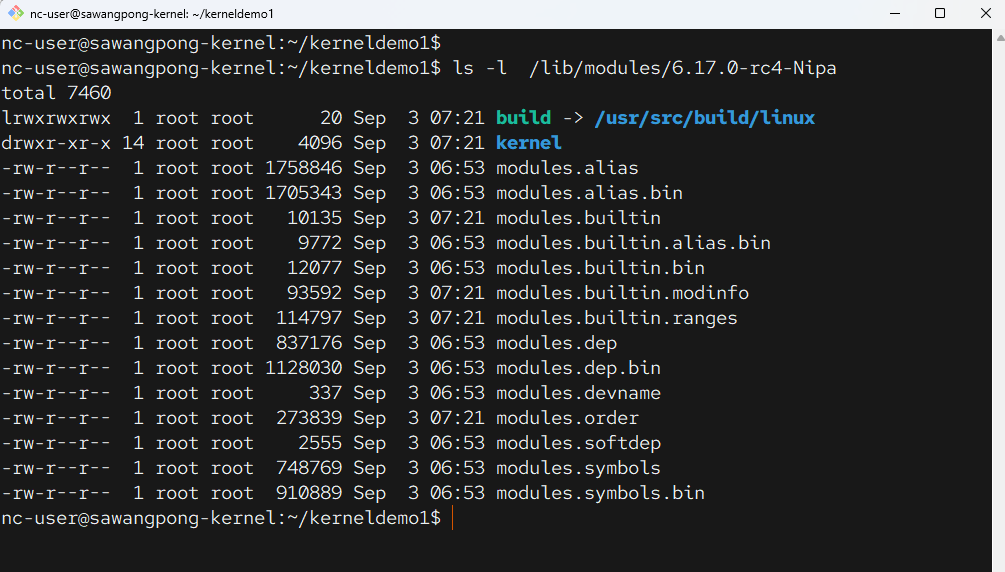 nc-user@sawangpong-kernel: ~/kerneldemo1
nc-user@sawangpong-kernel:~/kerneldemo1$
nc-user@sawangpong-kernel:~/kerneldemo1$ ls -l  /lib/modules/6.17.0-rc4-Nipa
total 7460
lrwxrwxrwx  1 root root      20 Sep  3 07:21 build -> /usr/src/build/linux
drwxr-xr-x 14 root root    4096 Sep  3 07:21 kernel
-rw-r--r--  1 root root 1758846 Sep  3 06:53 modules.alias
-rw-r--r--  1 root root 1705343 Sep  3 06:53 modules.alias.bin
-rw-r--r--  1 root root   10135 Sep  3 07:21 modules.builtin
-rw-r--r--  1 root root    9772 Sep  3 06:53 modules.builtin.alias.bin
-rw-r--r--  1 root root   12077 Sep  3 06:53 modules.builtin.bin
-rw-r--r--  1 root root   93592 Sep  3 07:21 modules.builtin.modinfo
-rw-r--r--  1 root root  114797 Sep  3 07:21 modules.builtin.ranges
-rw-r--r--  1 root root  837176 Sep  3 06:53 modules.dep
-rw-r--r--  1 root root 1128030 Sep  3 06:53 modules.dep.bin
-rw-r--r--  1 root root     337 Sep  3 06:53 modules.devname
-rw-r--r--  1 root root  273839 Sep  3 07:21 modules.order
-rw-r--r--  1 root root    2555 Sep  3 06:53 modules.softdep
-rw-r--r--  1 root root  748769 Sep  3 06:53 modules.symbols
-rw-r--r--  1 root root  910889 Sep  3 06:53 modules.symbols.bin
nc-user@sawangpong-kernel:~/kerneldemo1$